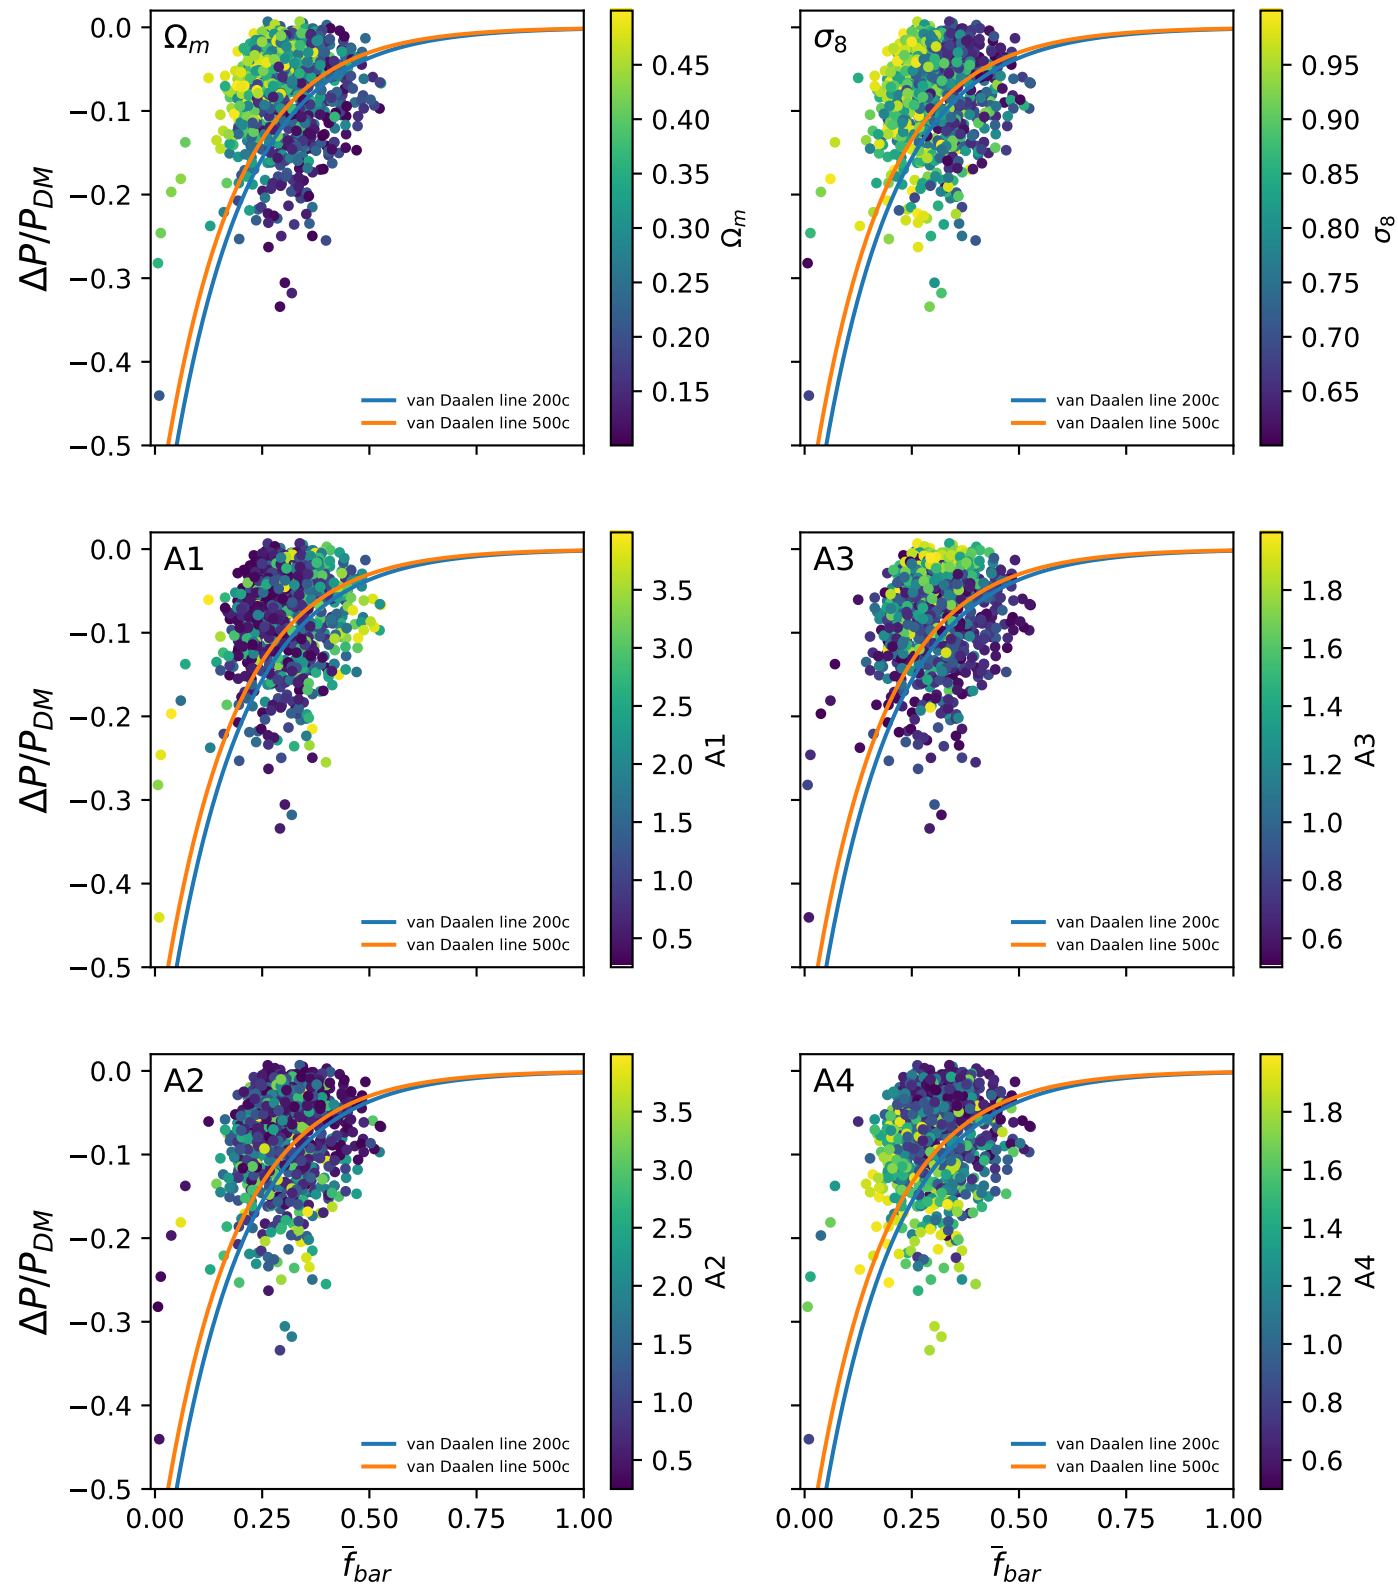 Ω_m
0.0
−0.1
−0.2
−0.3
−0.4
−0.5
ΔP/P_DM
van Daalen line 200c
van Daalen line 500c
0.45
0.40
0.35
0.30
0.25
0.20
0.15
Ω_m
σ_8
van Daalen line 200c
van Daalen line 500c
0.95
0.90
0.85
0.80
0.75
0.70
0.65
σ_8
A1
0.0
−0.1
−0.2
−0.3
−0.4
−0.5
ΔP/P_DM
van Daalen line 200c
van Daalen line 500c
3.5
3.0
2.5
2.0
1.5
1.0
0.5
A1
A3
van Daalen line 200c
van Daalen line 500c
1.8
1.6
1.4
1.2
1.0
0.8
0.6
A3
A2
0.0
−0.1
−0.2
−0.3
−0.4
−0.5
ΔP/P_DM
van Daalen line 200c
van Daalen line 500c
0.00 0.25 0.50 0.75 1.00
f̄_bar
3.5
3.0
2.5
2.0
1.5
1.0
0.5
A2
A4
van Daalen line 200c
van Daalen line 500c
0.00 0.25 0.50 0.75 1.00
f̄_bar
1.8
1.6
1.4
1.2
1.0
0.8
0.6
A4